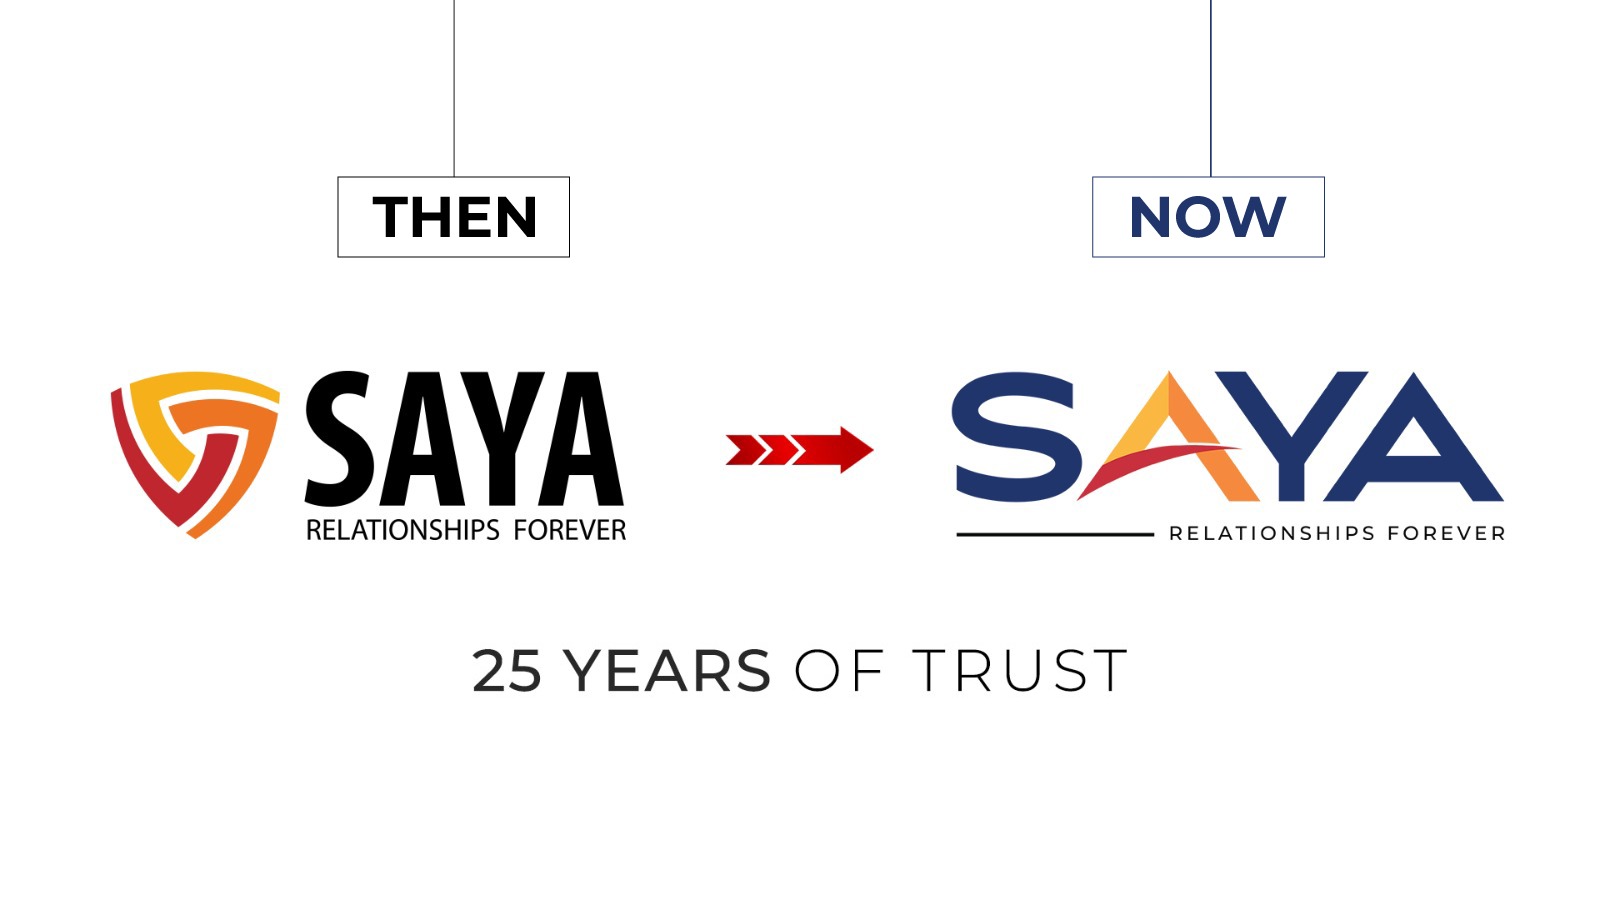 THEN
NOW
SAYA
RELATIONSHIPS FOREVER
SAYA
RELATIONSHIPS FOREVER
25 YEARS OF TRUST